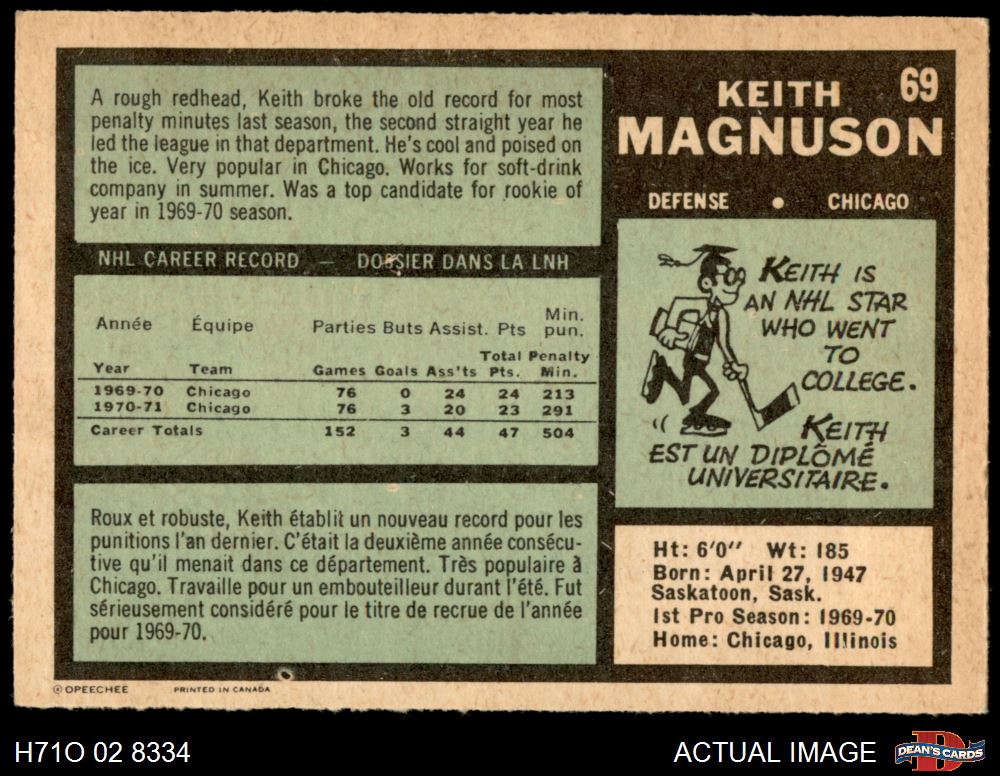 A rough redhead, Keith broke the old record for most
penalty minutes last season, the second straight year he
led the league in that department. He's cool and poised on
the ice. Very popular in Chicago. Works for soft-drink
company in summer. Was a top candidate for rookie of
year in 1969-70 season.
NHL CAREER RECORD — DOSSIER DANS LA LNH
Année Équipe Parties Buts Assist. Pts Min. pun.
Year Team Games Goals Ass'ts Total Pts. Penalty Min.
1969-70 Chicago 76 0 24 24 213
1970-71 Chicago 76 3 20 23 291
Career Totals 152 3 44 47 504
Roux et robuste, Keith établit un nouveau record pour les
punitions l'an dernier. C'était la deuxième année consécu-
tive qu'il menait dans ce département. Très populaire à
Chicago. Travaille pour un embouteilleur durant l'été. Fut
sérieusement considéré pour le titre de recrue de l'année
pour 1969-70.
69
KEITH
MAGNUSON
DEFENSE • CHICAGO
KEITH IS
AN NHL STAR
WHO WENT
TO
COLLEGE.
KEITH
EST UN DIPLÔMÉ
UNIVERSITAIRE.
Ht: 6'0" Wt: 185
Born: April 27, 1947
Saskatoon, Sask.
1st Pro Season: 1969-70
Home: Chicago, Illinois
© OPEECHEE PRINTED IN CANADA
H71O 02 8334
ACTUAL IMAGE
DEAN'S CARDS